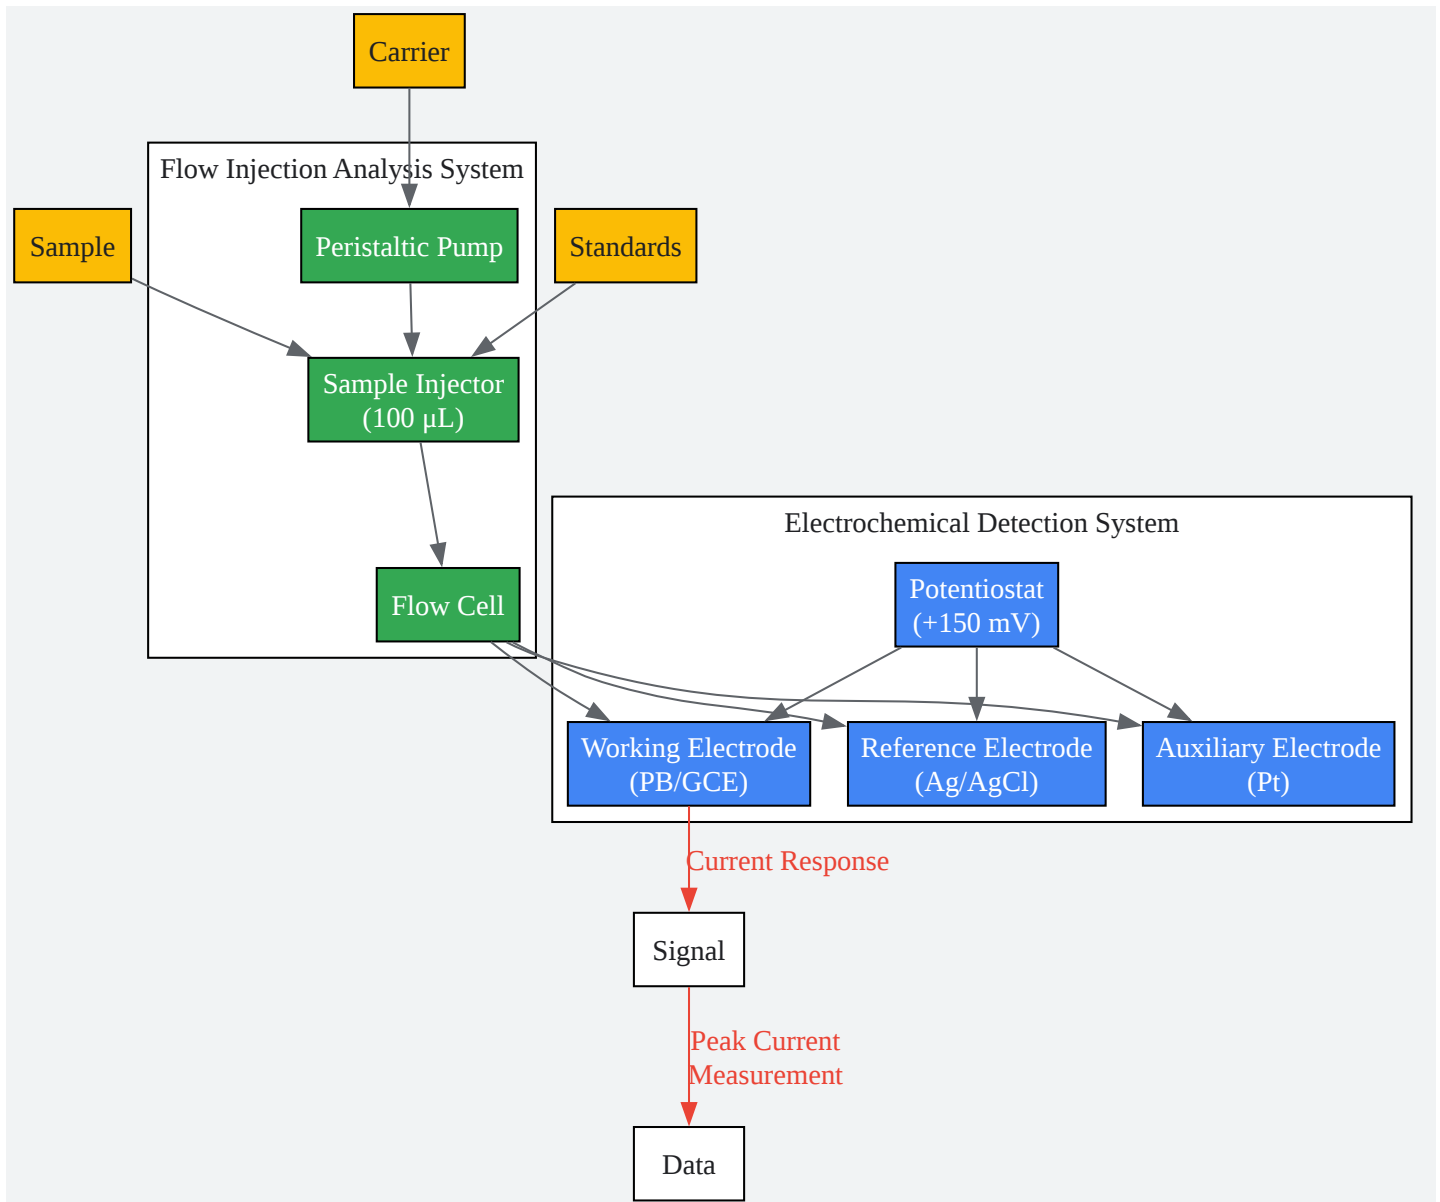 Carrier
Flow Injection Analysis System
Sample
Peristaltic Pump
Standards
Sample Injector
(100 μL)
Electrochemical Detection System
Flow Cell
Potentiostat
(+150 mV)
Working Electrode
(PB/GCE)
Reference Electrode
(Ag/AgCl)
Auxiliary Electrode
(Pt)
Current Response
Signal
Peak Current
Measurement
Data